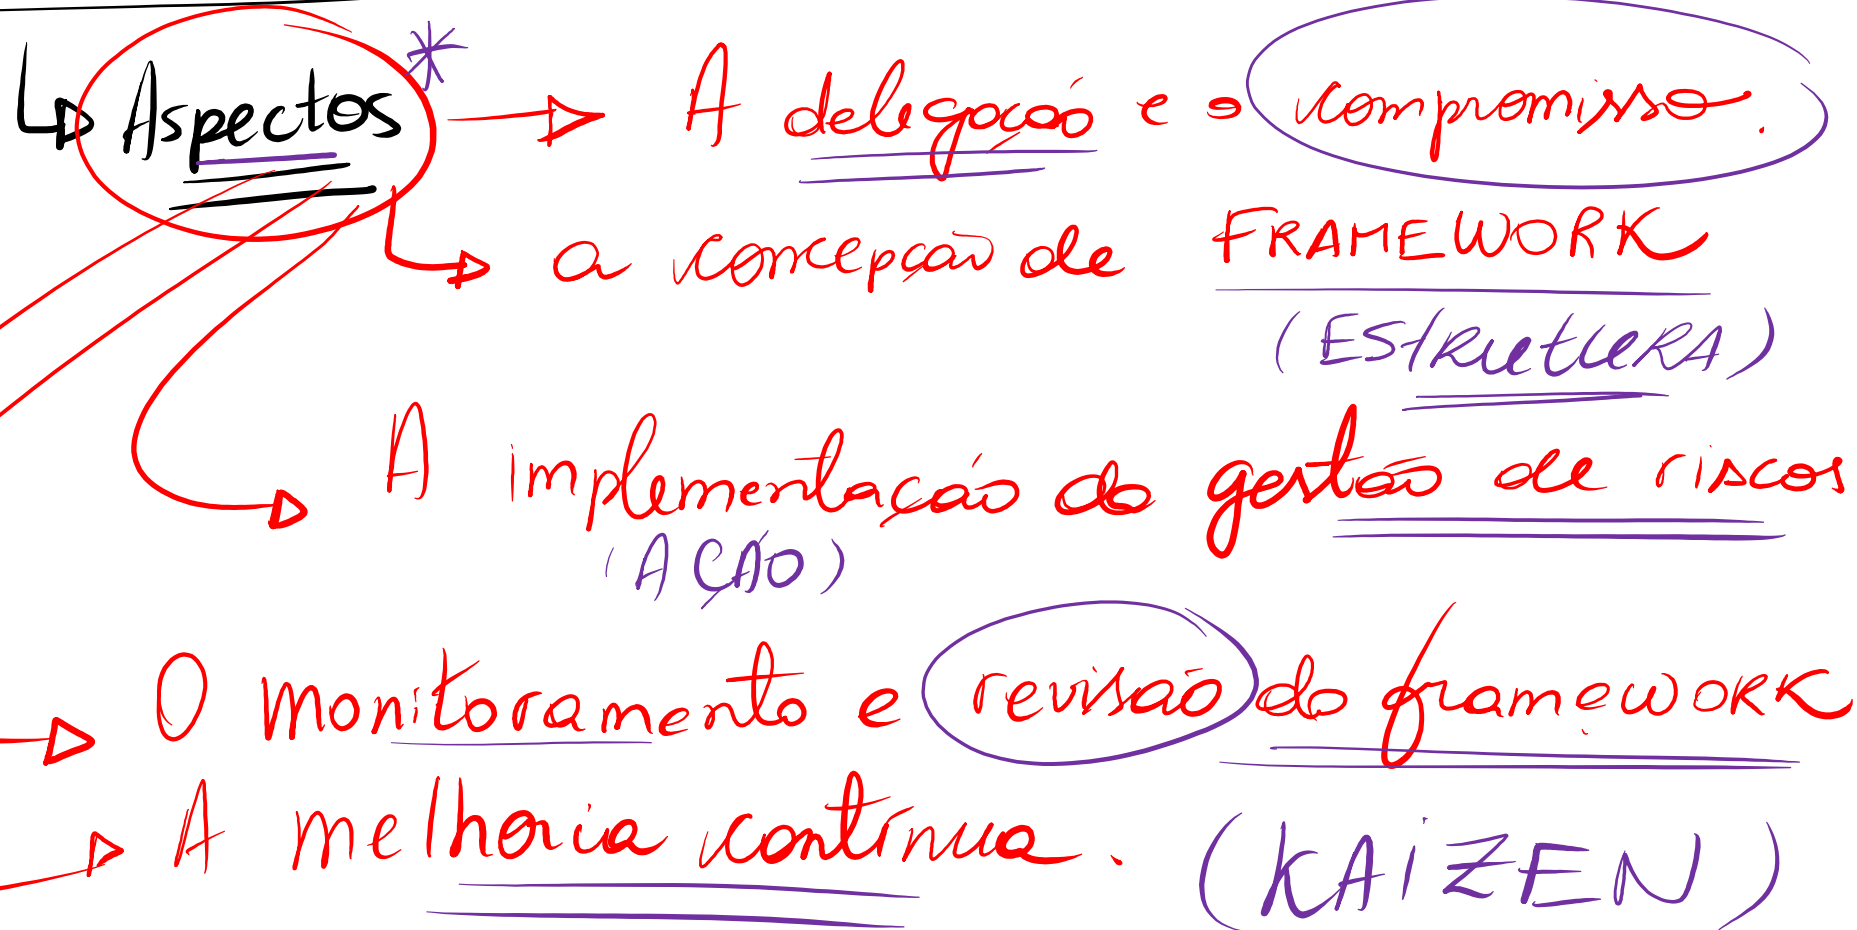 ↳ Aspectos * → A delegação e o compromisso.
→ a concepção de FRAMEWORK
(ESTRUTURA)
→ A implementação da gestão de riscos
(AÇÃO)
→ O monitoramento e revisão do framework
→ A melhoria contínua. (KAIZEN)